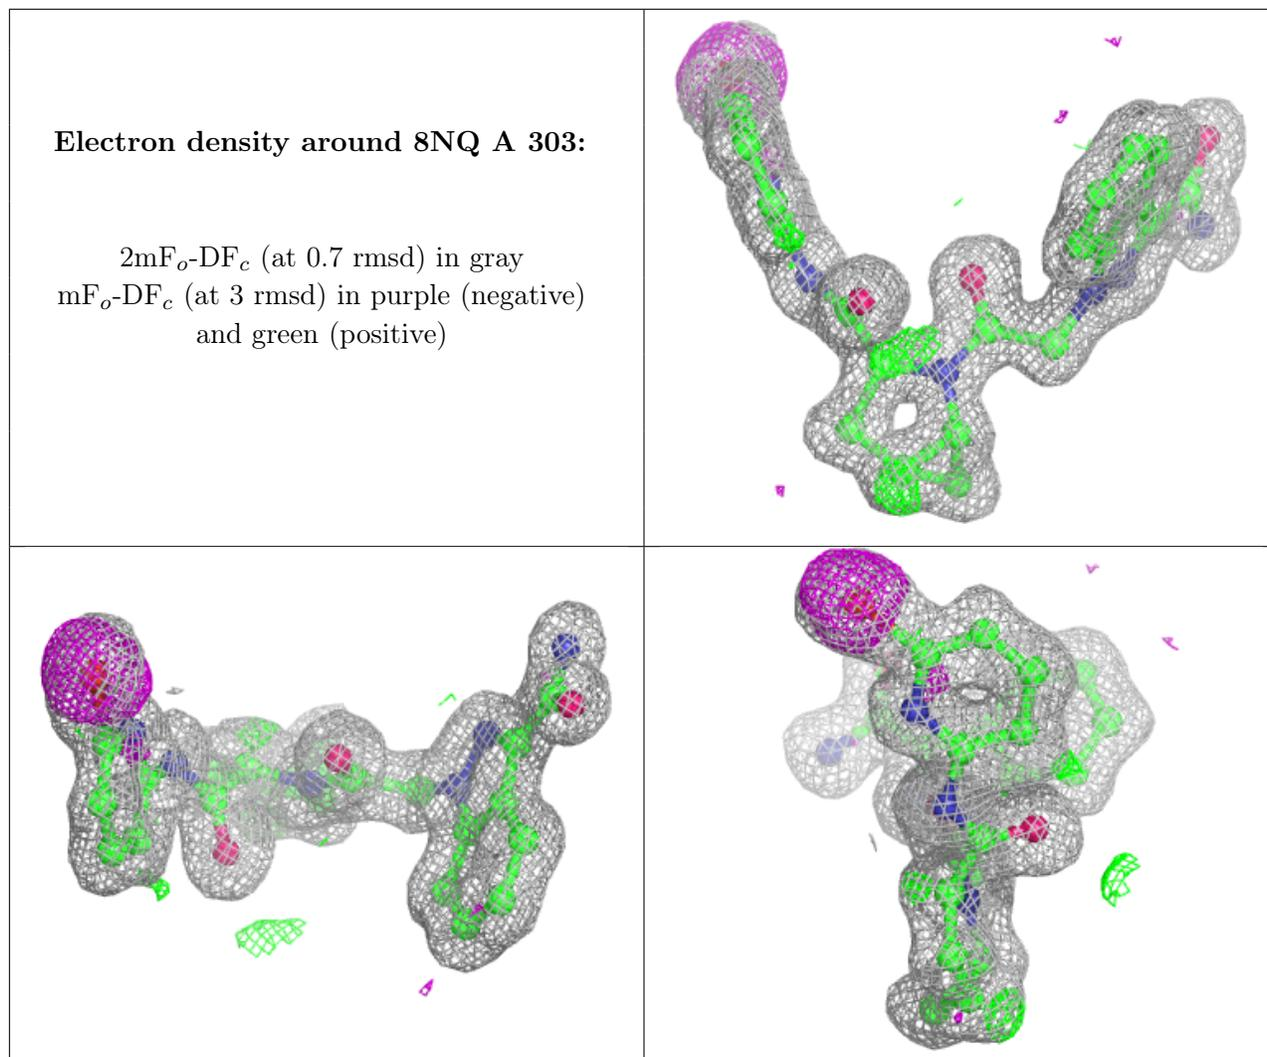 Electron density around 8NQ A 303:
2mFo-DFc (at 0.7 rmsd) in gray
mFo-DFc (at 3 rmsd) in purple (negative)
and green (positive)